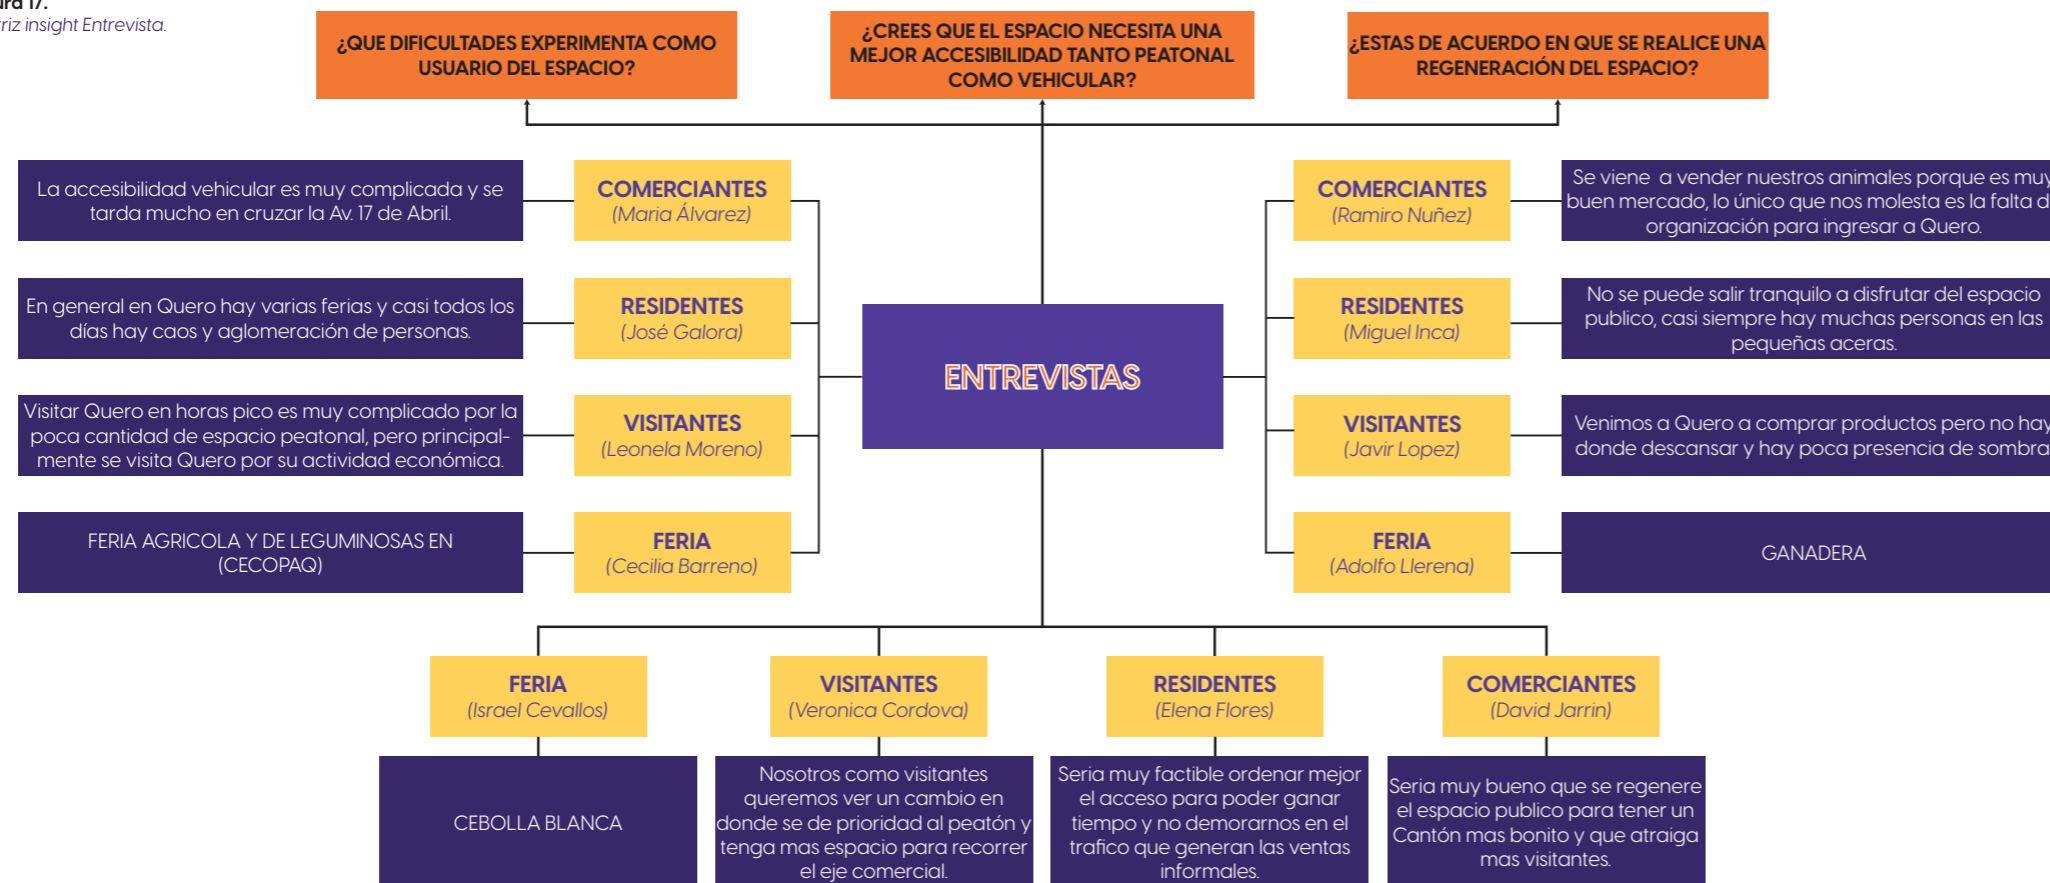 17.
insight Entrevista.
¿QUE DIFICULTADES EXPERIMENTA COMO
USUARIO DEL ESPACIO?
¿CREES QUE EL ESPACIO NECESITA UNA
MEJOR ACCESIBILIDAD TANTO PEATONAL
COMO VEHICULAR?
¿ESTAS DE ACUERDO EN QUE SE REALICE UNA
REGENERACIÓN DEL ESPACIO?
La accesibilidad vehicular es muy complicada y se
tarda mucho en cruzar la Av. 17 de Abril.
COMERCIANTES
(Maria Álvarez)
En general en Quero hay varias ferias y casi todos los
días hay caos y aglomeración de personas.
RESIDENTES
(José Galora)
Visitar Quero en horas pico es muy complicado por la
poca cantidad de espacio peatonal, pero principal-
mente se visita Quero por su actividad económica.
VISITANTES
(Leonela Moreno)
FERIA AGRICOLA Y DE LEGUMINOSAS EN
(CECOPAQ)
FERIA
(Cecilia Barreno)
ENTREVISTAS
COMERCIANTES
(Ramiro Nuñez)
Se viene a vender nuestros animales porque es muy
buen mercado, lo único que nos molesta es la falta
organización para ingresar a Quero.
RESIDENTES
(Miguel Inca)
No se puede salir tranquilo a disfrutar del espacio
publico, casi siempre hay muchas personas en las
pequeñas aceras.
VISITANTES
(Javir Lopez)
Venimos a Quero a comprar productos pero no hay
donde descansar y hay poca presencia de sombra
FERIA
(Adolfo Llerena)
GANADERA
FERIA
(Israel Cevallos)
CEBOLLA BLANCA
VISITANTES
(Veronica Cordova)
Nosotros como visitantes
queremos ver un cambio en
donde se de prioridad al peatón y
tenga mas espacio para recorrer
el eje comercial.
RESIDENTES
(Elena Flores)
Seria muy factible ordenar mejor
el acceso para poder ganar
tiempo y no demorarnos en el
trafico que generan las ventas
informales.
COMERCIANTES
(David Jarrin)
Seria muy bueno que se regenere
el espacio publico para tener un
Cantón mas bonito y que atraiga
mas visitantes.